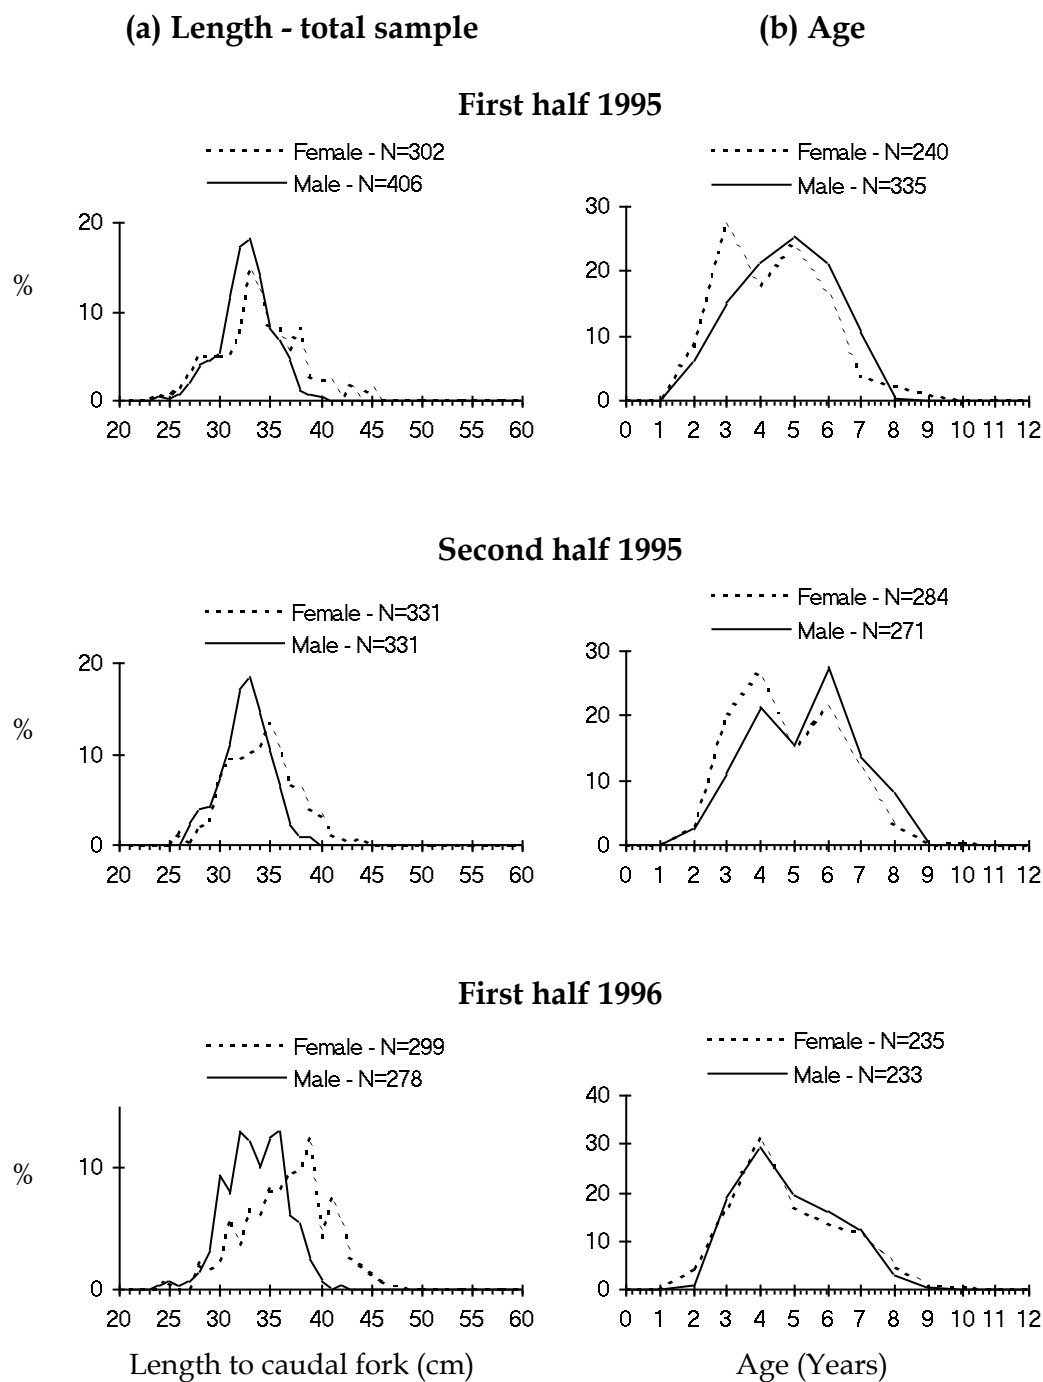 (a) Length - total sample (b) Age
First half 1995
Female - N=302
Male - N=406
Female - N=240
Male - N=335
%
20
10
0
20 25 30 35 40 45 50 55 60
30
20
10
0
0 1 2 3 4 5 6 7 8 9 10 11 12
Second half 1995
Female - N=331
Male - N=331
Female - N=284
Male - N=271
%
20
10
0
20 25 30 35 40 45 50 55 60
30
20
10
0
0 1 2 3 4 5 6 7 8 9 10 11 12
First half 1996
Female - N=299
Male - N=278
Female - N=235
Male - N=233
%
10
0
20 25 30 35 40 45 50 55 60
Length to caudal fork (cm)
40
30
20
10
0
0 1 2 3 4 5 6 7 8 9 10 11 12
Age (Years)